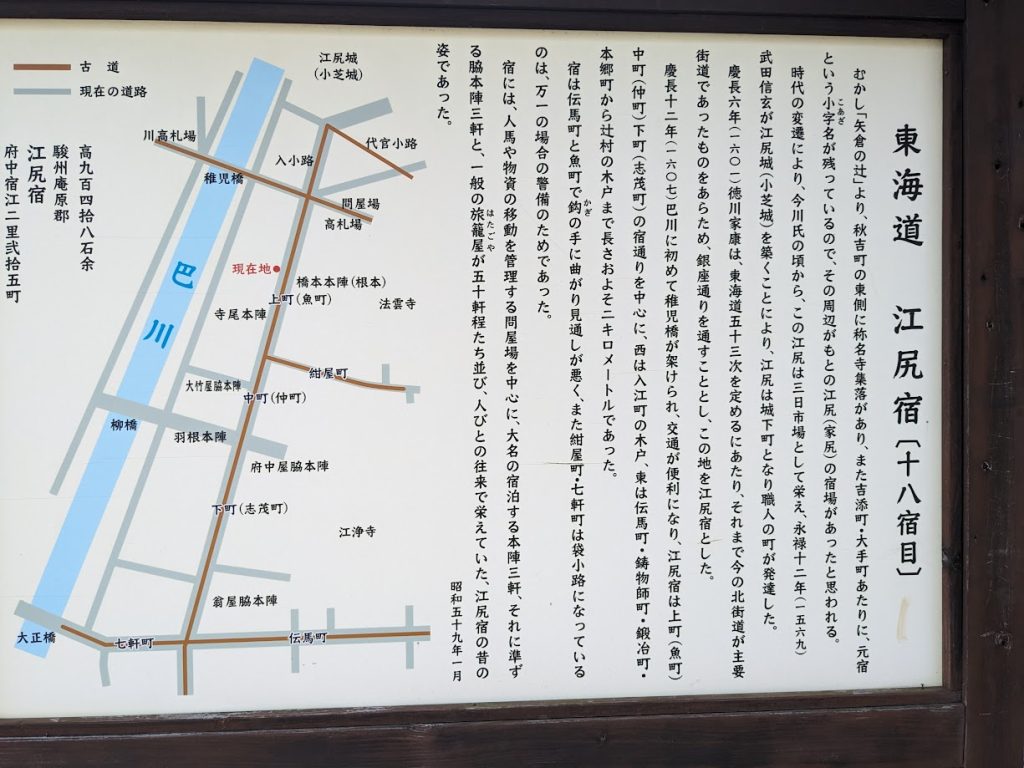 東海道 江尻宿〔十八宿目〕
むかし「矢倉の辻」より、秋吉町の東側に称名寺集落があり、また吉添町・大手町あたりに、元宿
という小字名が残っているので、その周辺がもとの江尻(家尻)の宿場があったと思われる。
こあざ
時代の変遷により、今川氏の頃から、この江尻は三日市場として栄え、永禄十二年(一五六九)
武田信玄が江尻城(小芝城)を築くことにより、江尻は城下町となり職人の町が発達した。
慶長六年(一六〇一)徳川家康は、東海道五十三次を定めるにあたり、それまで今の北街道が主要
街道であったものをあらため、銀座通りを通すこととし、この地を江尻宿とした。
慶長十二年(一六〇七)巴川に初めて稚児橋が架けられ、交通が便利になり、江尻宿は上町(魚町)
中町(仲町)下町(志茂町)の宿通りを中心に、西は入江町の木戸、東は伝馬町・鋳物師町・鍛冶町・
本郷町から辻村の木戸まで長さおよそ二キロメートルであった。
宿は伝馬町と魚町で鈎の手に曲がり見通しが悪く、また紺屋町・七軒町は袋小路になっている
かぎ
のは、万一の場合の警備のためであった。
宿には、人馬や物資の移動を管理する問屋場を中心に、大名の宿泊する本陣三軒、それに準ず
る脇本陣三軒と、一般の旅籠屋が五十軒程たち並び、人びとの往来で栄えていた、江尻宿の昔の
はたごや
姿であった。
昭和五十九年一月
古道
現在の道路
江尻城
(小芝城)
川高札場
稚児橋
入小路
代官小路
問屋場
高札場
現在地
橋本本陣(根本)
上町(魚町)
法雲寺
寺尾本陣
巴川
紺屋町
大竹屋脇本陣
中町(仲町)
柳橋
羽根本陣
府中屋脇本陣
下町(志茂町)
江浄寺
翁屋脇本陣
大正橋
七軒町
伝馬町
高九百四拾八石余
駿州庵原郡
江尻宿
府中宿江二里弐拾五町